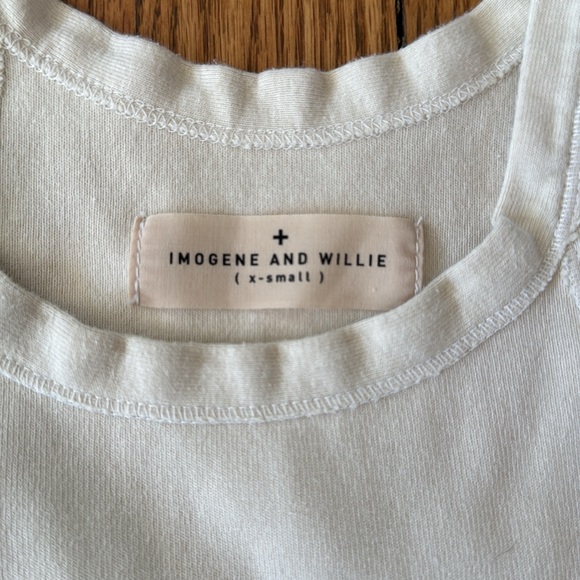 +
IMOGENE AND WILLIE
( x-small )